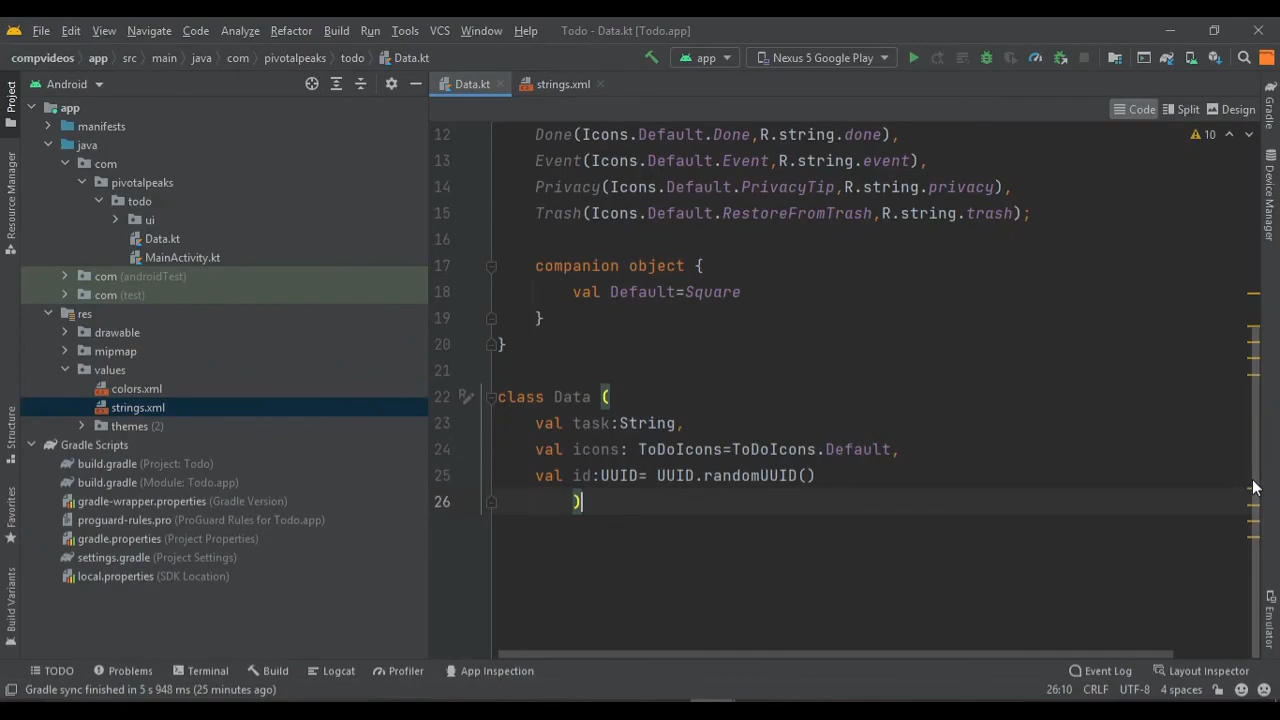 File Edit View Navigate Code Analyze Refactor Build Run Tools VCS Window Help Todo - Data.kt [Todo.app]
compvideos app src main java com pivotalpeaks todo Data.kt app Nexus 5 Google Play
Android Data.kt strings.xml
Code Split Design
Project
Resource Manager
Structure
Favorites
Build Variants
Gradle
Device Manager
Emulator
app
manifests
java
com
pivotalpeaks
todo
ui
Data.kt
MainActivity.kt
com (androidTest)
com (test)
res
drawable
mipmap
values
colors.xml
strings.xml
themes (2)
Gradle Scripts
build.gradle (Project: Todo)
build.gradle (Module: Todo.app)
gradle-wrapper.properties (Gradle Version)
proguard-rules.pro (ProGuard Rules for Todo.app)
gradle.properties (Project Properties)
settings.gradle (Project Settings)
local.properties (SDK Location)
10
12 Done(Icons.Default.Done,R.string.done),
13 Event(Icons.Default.Event,R.string.event),
14 Privacy(Icons.Default.PrivacyTip,R.string.privacy),
15 Trash(Icons.Default.RestoreFromTrash,R.string.trash);
16
17 companion object {
18 val Default=Square
19 }
20 }
21
22 class Data (
23 val task:String,
24 val icons: ToDoIcons=ToDoIcons.Default,
25 val id:UUID= UUID.randomUUID()
26 )
TODO Problems Terminal Build Logcat Profiler App Inspection Event Log Layout Inspector
Gradle sync finished in 5 s 948 ms (25 minutes ago) 26:10 CRLF UTF-8 4 spaces